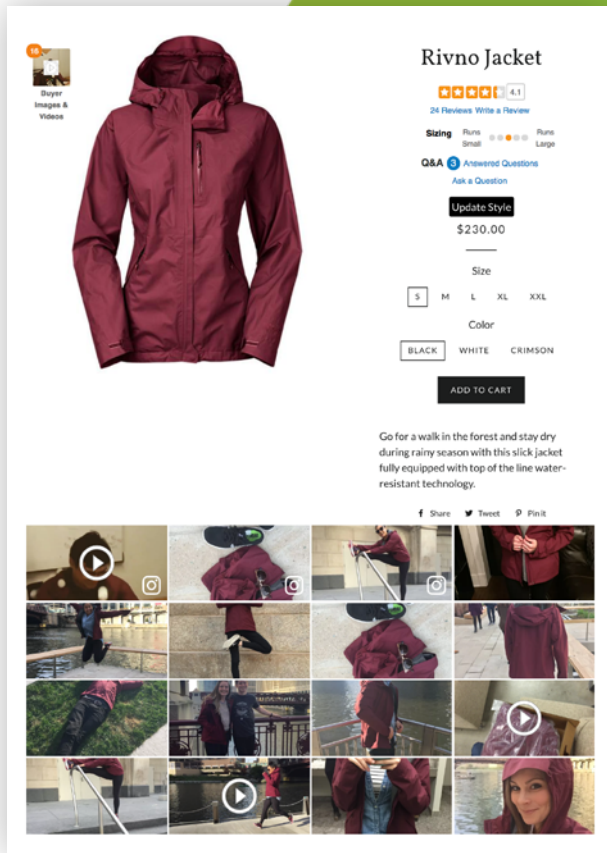 16
Buyer
Images &
Videos
Rivno Jacket
4.1
24 Reviews Write a Review
Sizing Runs Small Runs Large
Q&A 3 Answered Questions
Ask a Question
Update Style
$230.00
Size
S M L XL XXL
Color
BLACK WHITE CRIMSON
ADD TO CART
Go for a walk in the forest and stay dry
during rainy season with this slick jacket
fully equipped with top of the line water-
resistant technology.
Share Tweet Pin it